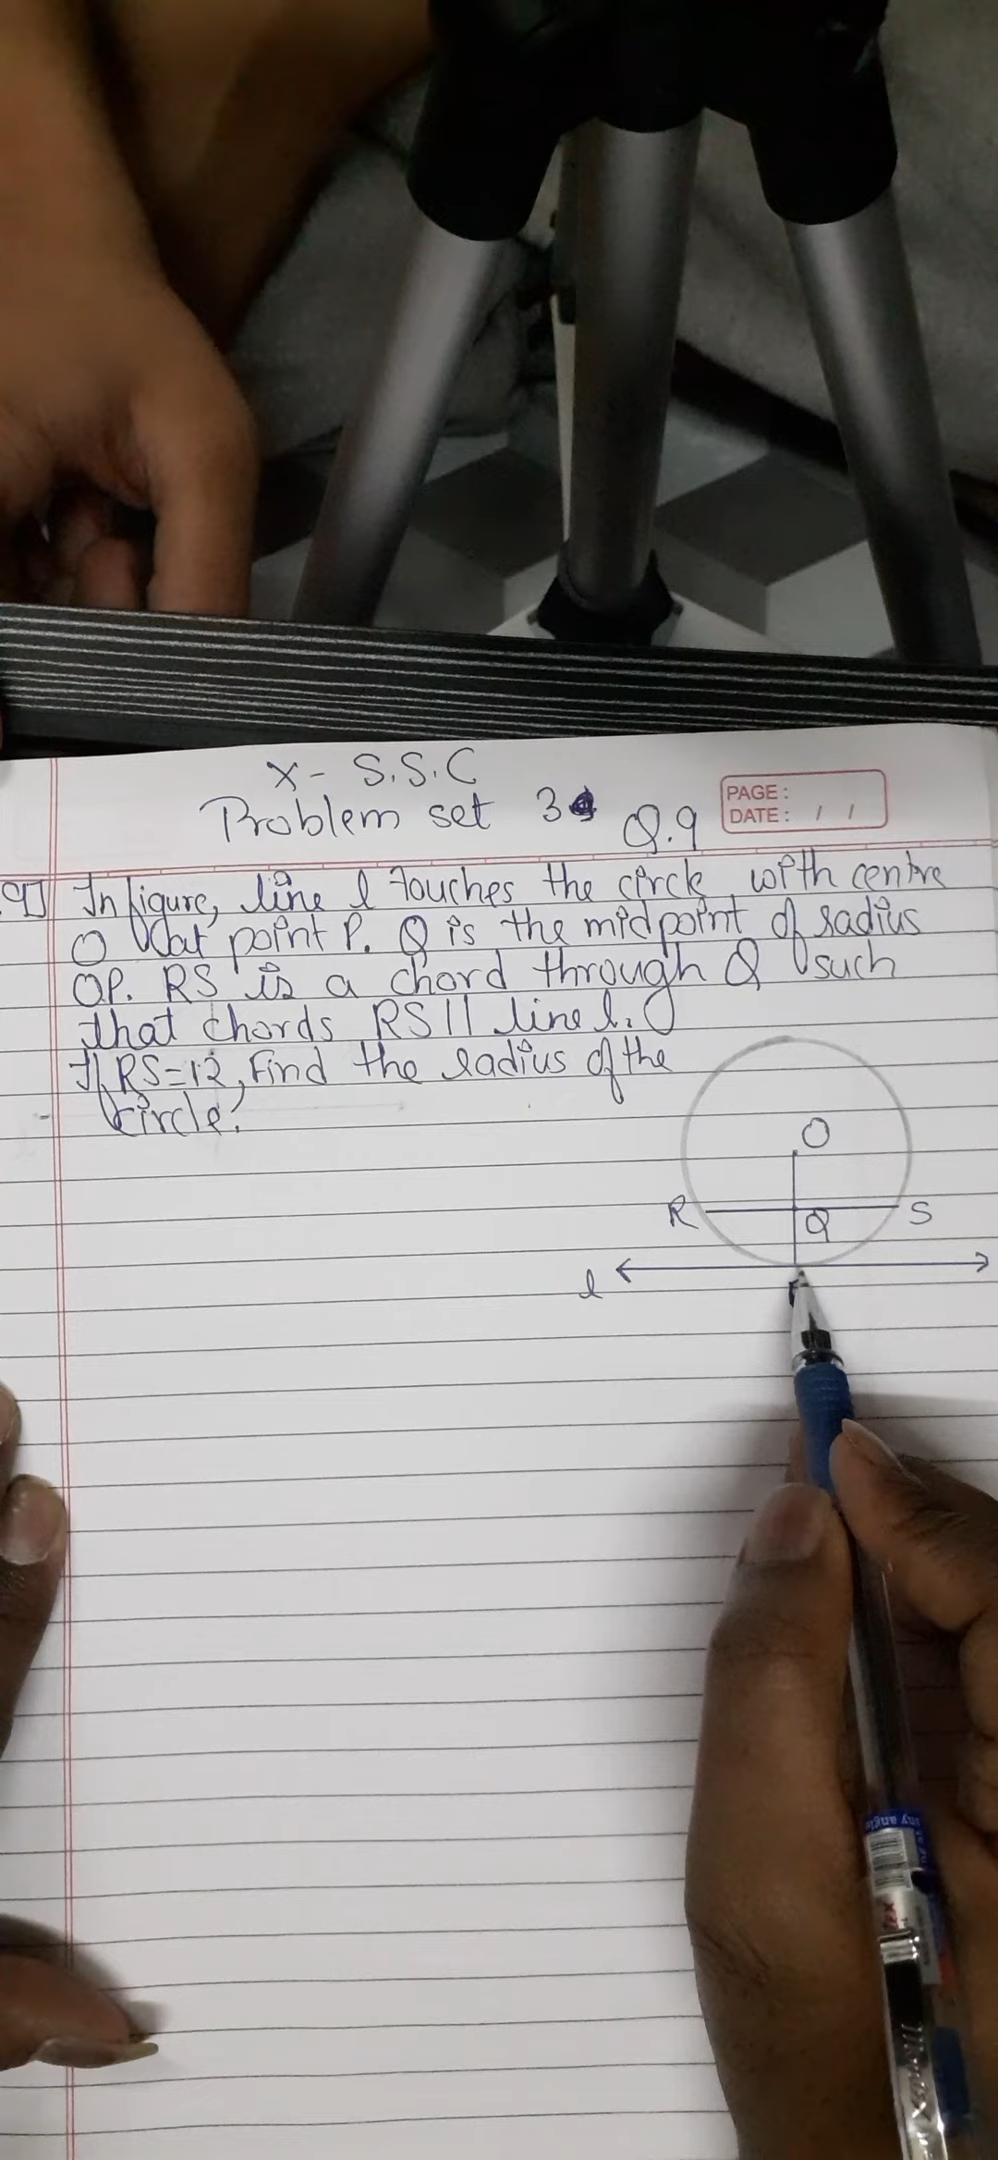 X- S.S.C
Problem set 3 Q.9
PAGE:
DATE: / /
9] In figure, line l touches the circle with centre
O at point P. Q is the midpoint of radius
OP. RS is a chord through Q such
that chords RS || line l.
If RS=12, Find the radius of the
circle.
O
R Q S
l